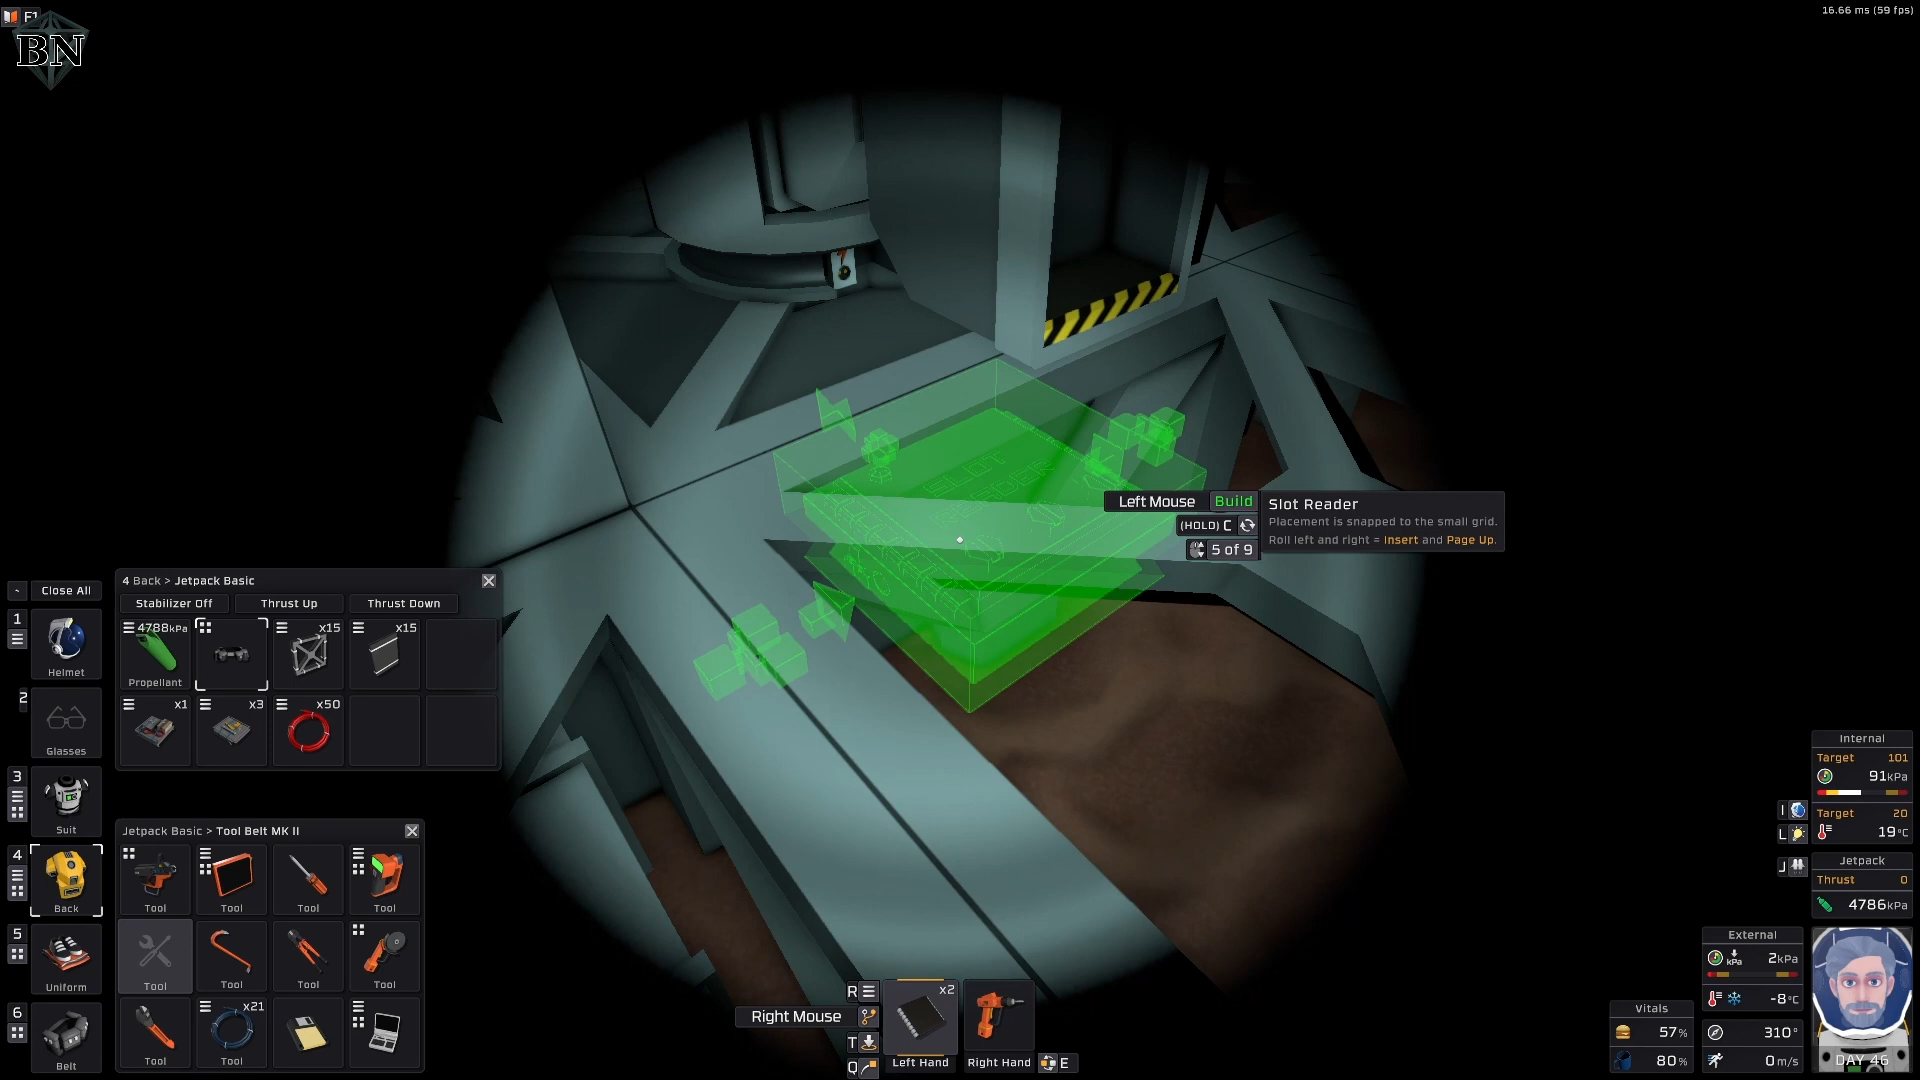 F1
BN
16.66 ms (59 fps)
Left Mouse Build
(HOLD) C
5 of 9
Slot Reader
Placement is snapped to the small grid.
Roll left and right = Insert and Page Up.
~ Close All
1
Helmet
2
Glasses
3
Suit
4
Back
5
Uniform
6
Belt
4 Back > Jetpack Basic
Stabilizer Off Thrust Up Thrust Down
4788kPa x15 x15
Propellant
x1 x3 x50
Jetpack Basic > Tool Belt MK II
Tool Tool Tool Tool
Tool Tool Tool Tool
x21
Tool Tool
Right Mouse
R
T
Q
x2
Left Hand Right Hand E
Internal
Target 101
91kPa
I
Target 20
L
19°C
Jetpack
J
Thrust 0
4786kPa
External
kPa 2kPa
-8°C
Vitals
57% 310°
80% 0m/s
DAY 46